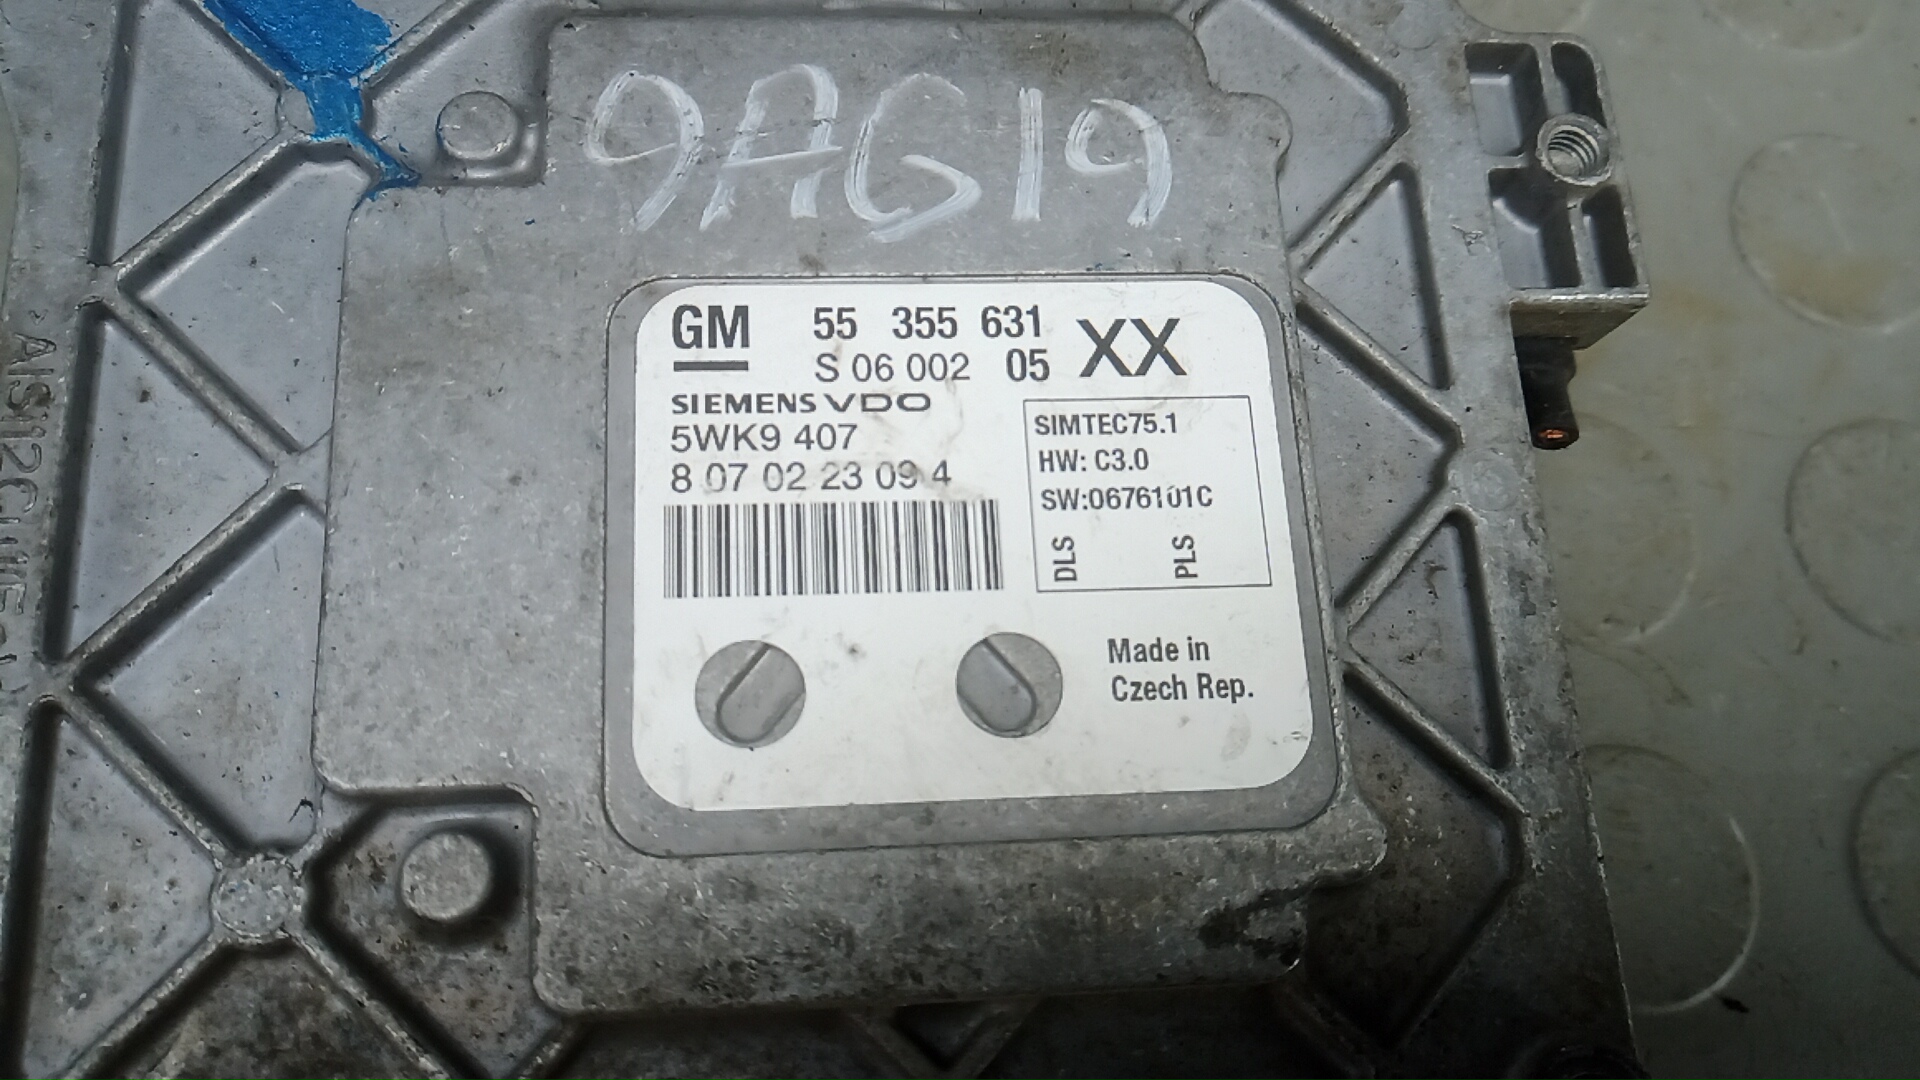 9AG19
GM 55 355 631 XX
S 06 002 05
SIEMENS VDO
5WK9 407
8 07 02 23 09 4
SIMTEC75.1
HW: C3.0
SW:0676101C
DLS PLS
Made in
Czech Rep.